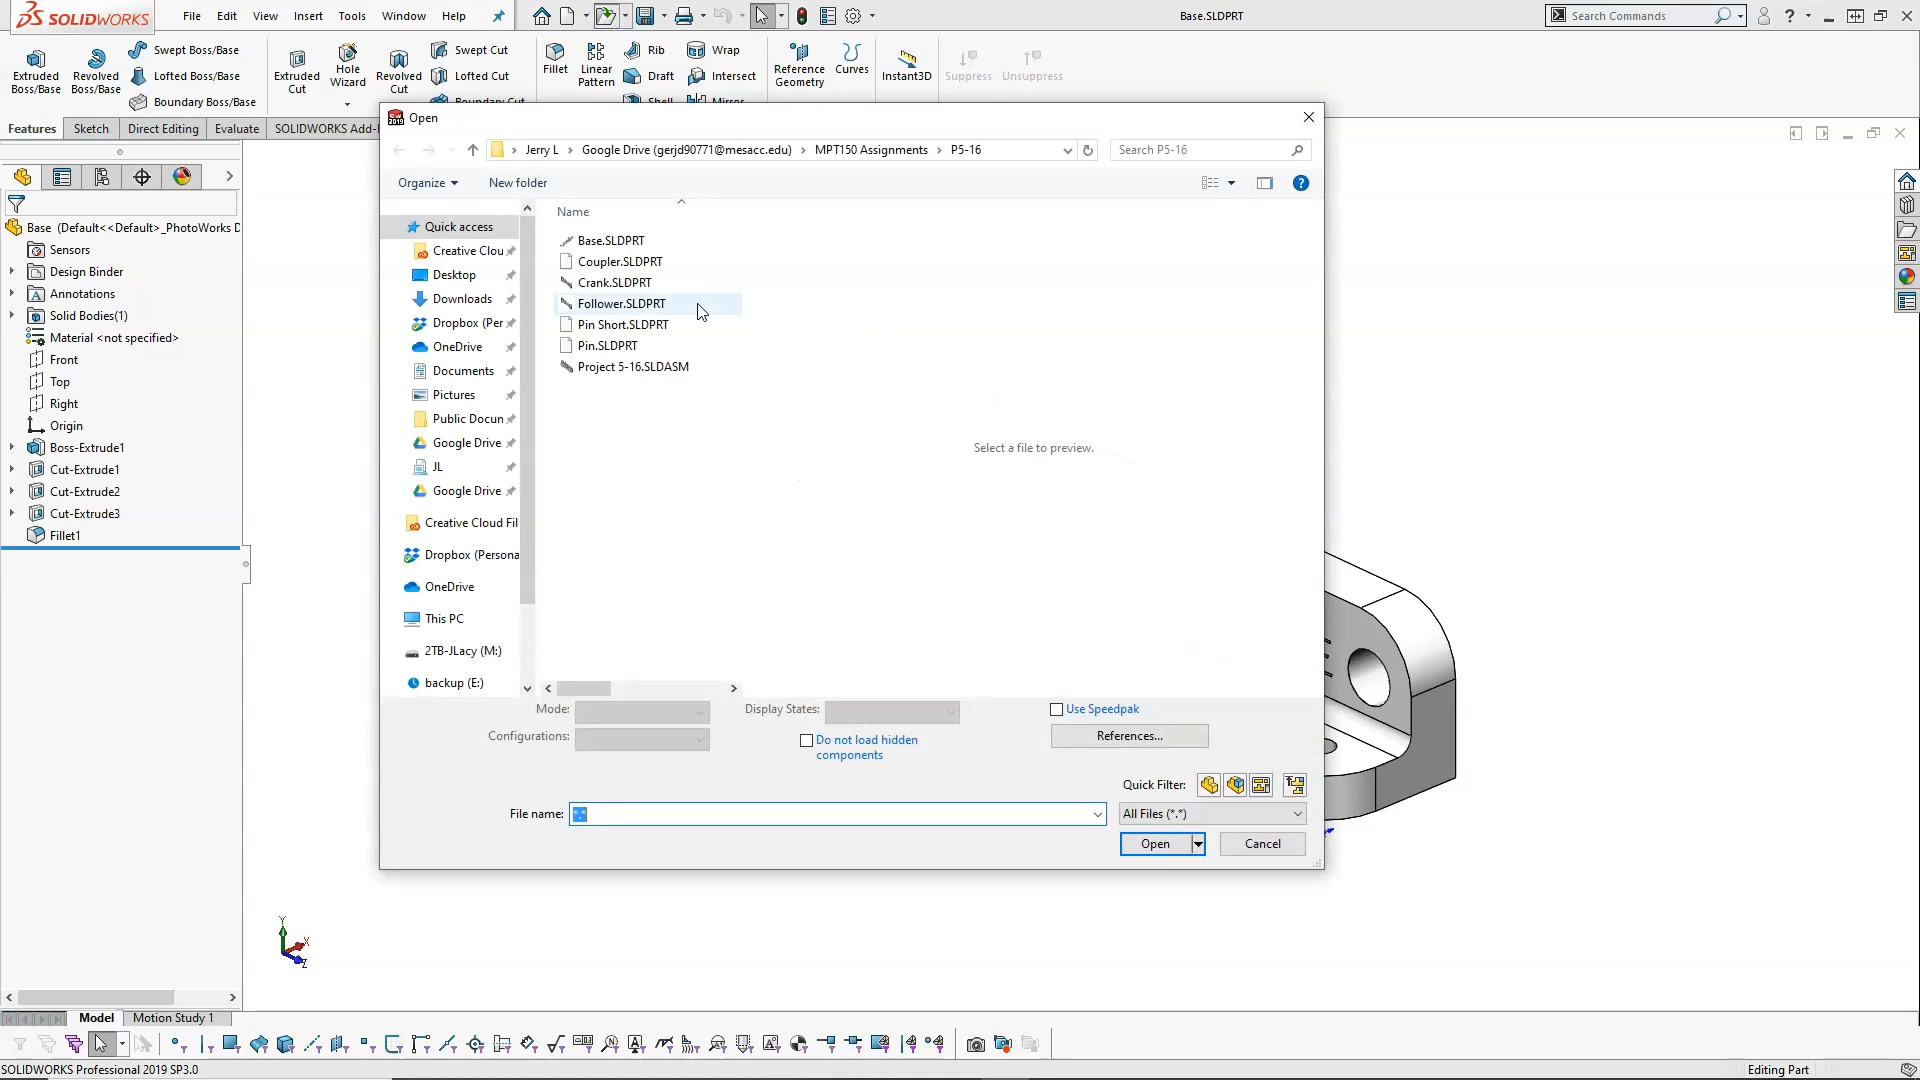 SOLIDWORKS
File
Edit
View
Insert
Tools
Window
Help
Base.SLDPRT
Search Commands
?
Extruded Boss/Base
Revolved Boss/Base
Swept Boss/Base
Lofted Boss/Base
Boundary Boss/Base
Extruded Cut
Hole Wizard
Revolved Cut
Swept Cut
Lofted Cut
Boundary Cut
Fillet
Linear Pattern
Rib
Draft
Shell
Wrap
Intersect
Mirror
Reference Geometry
Curves
Instant3D
Suppress
Unsuppress
Features
Sketch
Direct Editing
Evaluate
SOLIDWORKS Add-
Base (Default<<Default>_PhotoWorks D
Sensors
Design Binder
Annotations
Solid Bodies(1)
Material <not specified>
Front
Top
Right
Origin
Boss-Extrude1
Cut-Extrude1
Cut-Extrude2
Cut-Extrude3
Fillet1
Open
Jerry L > Google Drive (gerjd90771@mesacc.edu) > MPT150 Assignments > P5-16
Search P5-16
Organize
New folder
Quick access
Creative Clou
Desktop
Downloads
Dropbox (Per
OneDrive
Documents
Pictures
Public Docun
Google Drive
JL
Google Drive
Creative Cloud Fil
Dropbox (Persona
OneDrive
This PC
2TB-JLacy (M:)
backup (E:)
Name
Base.SLDPRT
Coupler.SLDPRT
Crank.SLDPRT
Follower.SLDPRT
Pin Short.SLDPRT
Pin.SLDPRT
Project 5-16.SLDASM
Select a file to preview.
Mode:
Display States:
Use Speedpak
Configurations:
Do not load hidden components
References...
Quick Filter:
File name: *.*
All Files (*.*)
Open
Cancel
Y
X
Z
Model
Motion Study 1
SOLIDWORKS Professional 2019 SP3.0
Editing Part